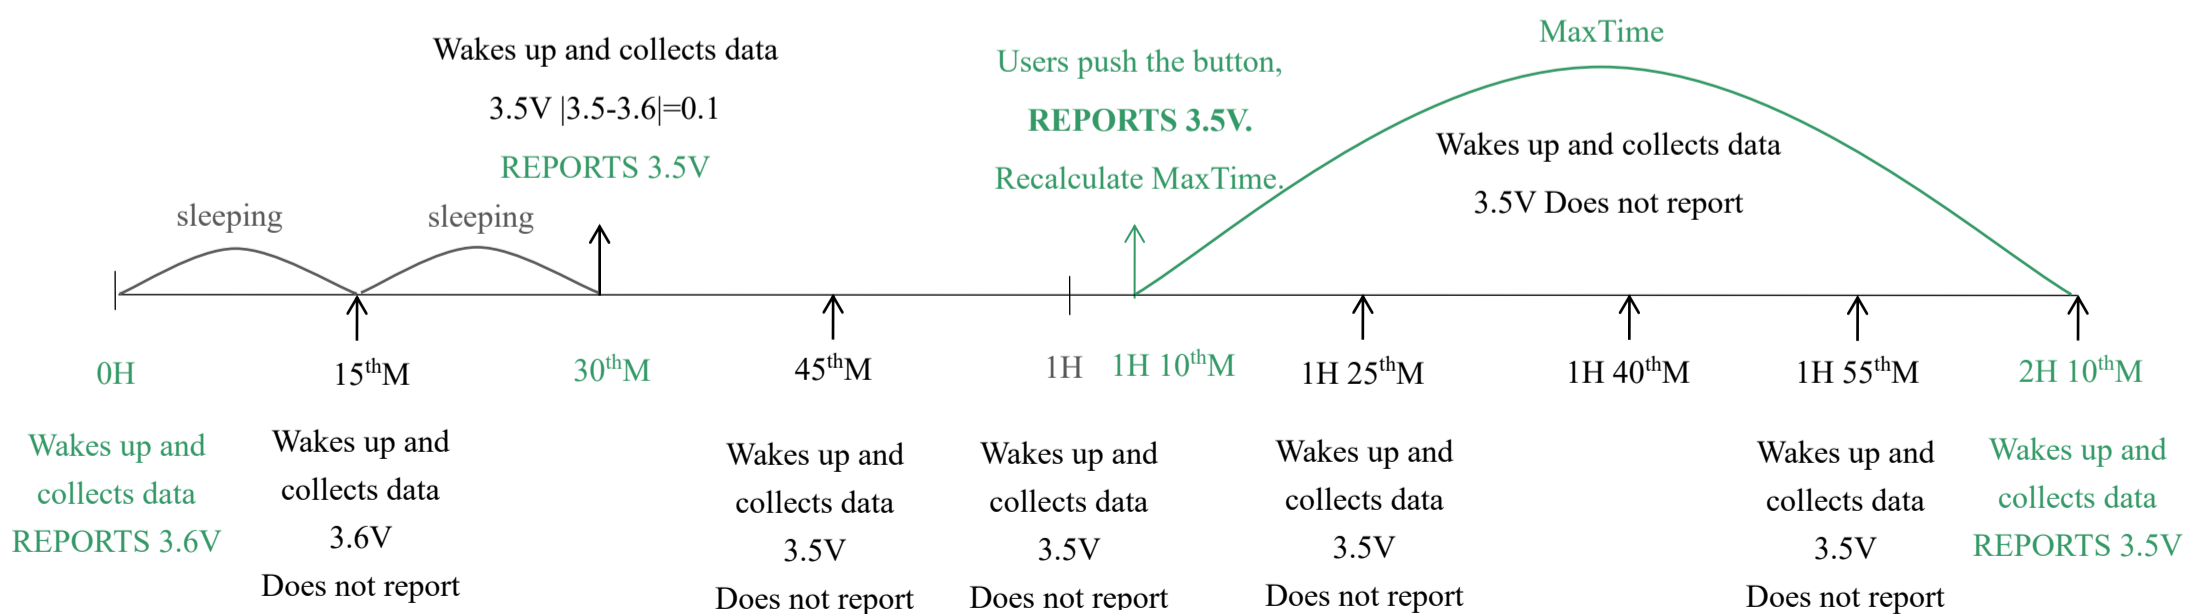 MaxTime
Wakes up and collects data
3.5V |3.5-3.6|=0.1
REPORTS 3.5V
Users push the button,
REPORTS 3.5V.
Recalculate MaxTime.
Wakes up and collects data
3.5V Does not report
sleeping
sleeping
0H
15thM
30thM
45thM
1H
1H 10thM
1H 25thM
1H 40thM
1H 55thM
2H 10thM
Wakes up and
collects data
REPORTS 3.6V
Wakes up and
collects data
3.6V
Does not report
Wakes up and
collects data
3.5V
Does not report
Wakes up and
collects data
3.5V
Does not report
Wakes up and
collects data
3.5V
Does not report
Wakes up and
collects data
3.5V
Does not report
Wakes up and
collects data
REPORTS 3.5V